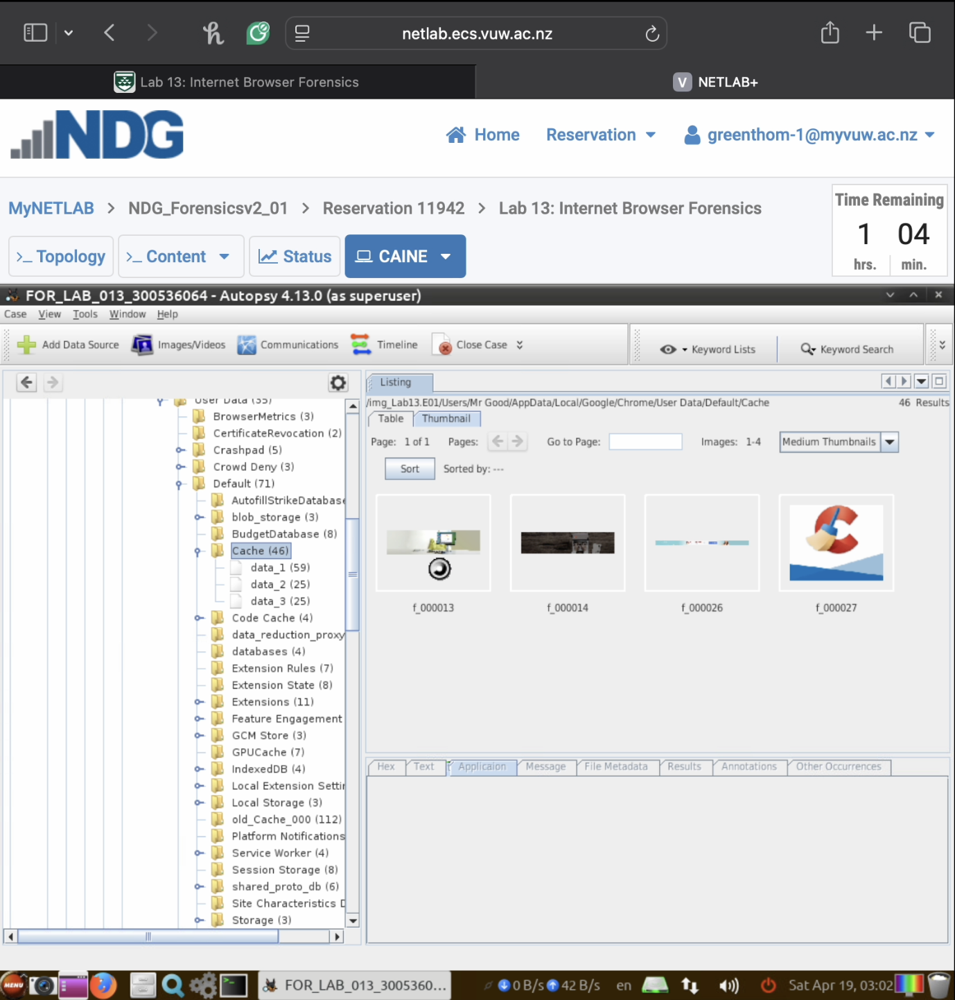 netlab.ecs.vuw.ac.nz
Lab 13: Internet Browser Forensics
V NETLAB+
NDG
Home
Reservation
greenthom-1@myvuw.ac.nz
MyNETLAB > NDG_Forensicsv2_01 > Reservation 11942 > Lab 13: Internet Browser Forensics
Time Remaining
1 04
hrs. min.
>_ Topology
>_ Content
Status
CAINE
FOR_LAB_013_300536064 - Autopsy 4.13.0 (as superuser)
Case View Tools Window Help
Add Data Source
Images/Videos
Communications
Timeline
Close Case
Keyword Lists
Keyword Search
User Data (35)
BrowserMetrics (3)
CertificateRevocation (2)
Crashpad (5)
Crowd Deny (3)
Default (71)
AutofillStrikeDatabase
blob_storage (3)
BudgetDatabase (8)
Cache (46)
data_1 (59)
data_2 (25)
data_3 (25)
Code Cache (4)
data_reduction_proxy
databases (4)
Extension Rules (7)
Extension State (8)
Extensions (11)
Feature Engagement
GCM Store (3)
GPUCache (7)
IndexedDB (4)
Local Extension Settin
Local Storage (3)
old_Cache_000 (112)
Platform Notifications
Service Worker (4)
Session Storage (8)
shared_proto_db (6)
Site Characteristics D
Storage (3)
Listing
/img_Lab13.E01/Users/Mr Good/AppData/Local/Google/Chrome/User Data/Default/Cache
46 Results
Table Thumbnail
Page: 1 of 1 Pages: Go to Page: Images: 1-4 Medium Thumbnails
Sort Sorted by: ---
f_000013
f_000014
f_000026
f_000027
Hex Text Applicaion Message File Metadata Results Annotations Other Occurrences
MENU
FOR_LAB_013_3005360...
0 B/s 42 B/s
en
Sat Apr 19, 03:02